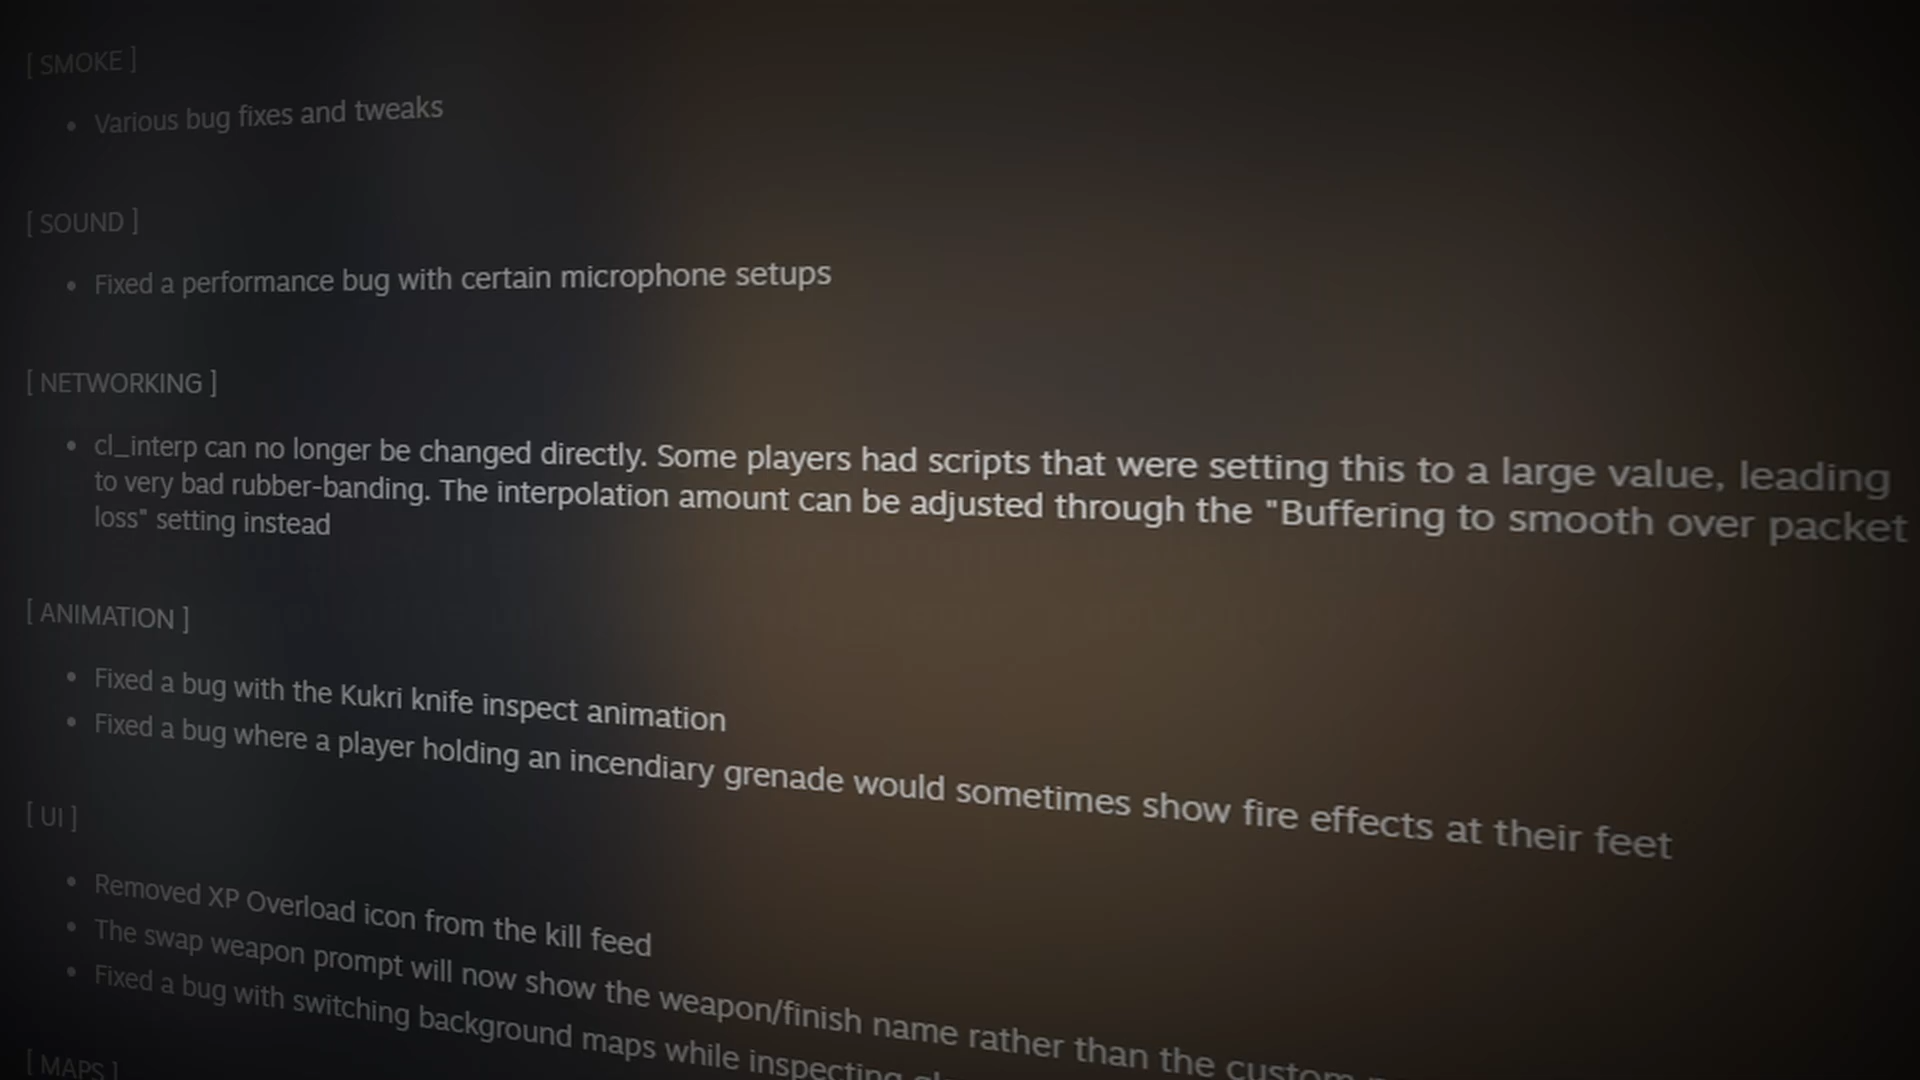 [ SMOKE ]
• Various bug fixes and tweaks
[ SOUND ]
• Fixed a performance bug with certain microphone setups
[ NETWORKING ]
• cl_interp can no longer be changed directly. Some players had scripts that were setting this to a large value, leading
to very bad rubber-banding. The interpolation amount can be adjusted through the "Buffering to smooth over packet
loss" setting instead
[ ANIMATION ]
• Fixed a bug with the Kukri knife inspect animation
• Fixed a bug where a player holding an incendiary grenade would sometimes show fire effects at their feet
[ UI ]
• Removed XP Overload icon from the kill feed
• The swap weapon prompt will now show the weapon/finish name rather than the custom
• Fixed a bug with switching background maps while inspecting
[ MAPS ]